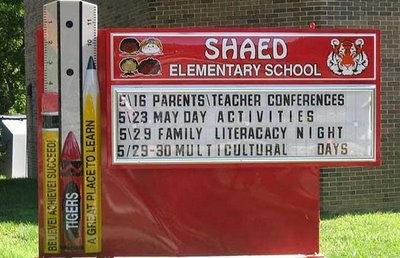 SHAED
ELEMENTARY SCHOOL
5\16 PARENTS\TEACHER CONFERENCES
5\23 MAY DAY ACTIVITIES
5\29 FAMILY LITERACACY NIGHT
5/29-30 MULTICULTURAL DAYS
BELIEVE! ACHIEVE! SUCCEED!
TIGERS
A GREAT PLACE TO LEARN